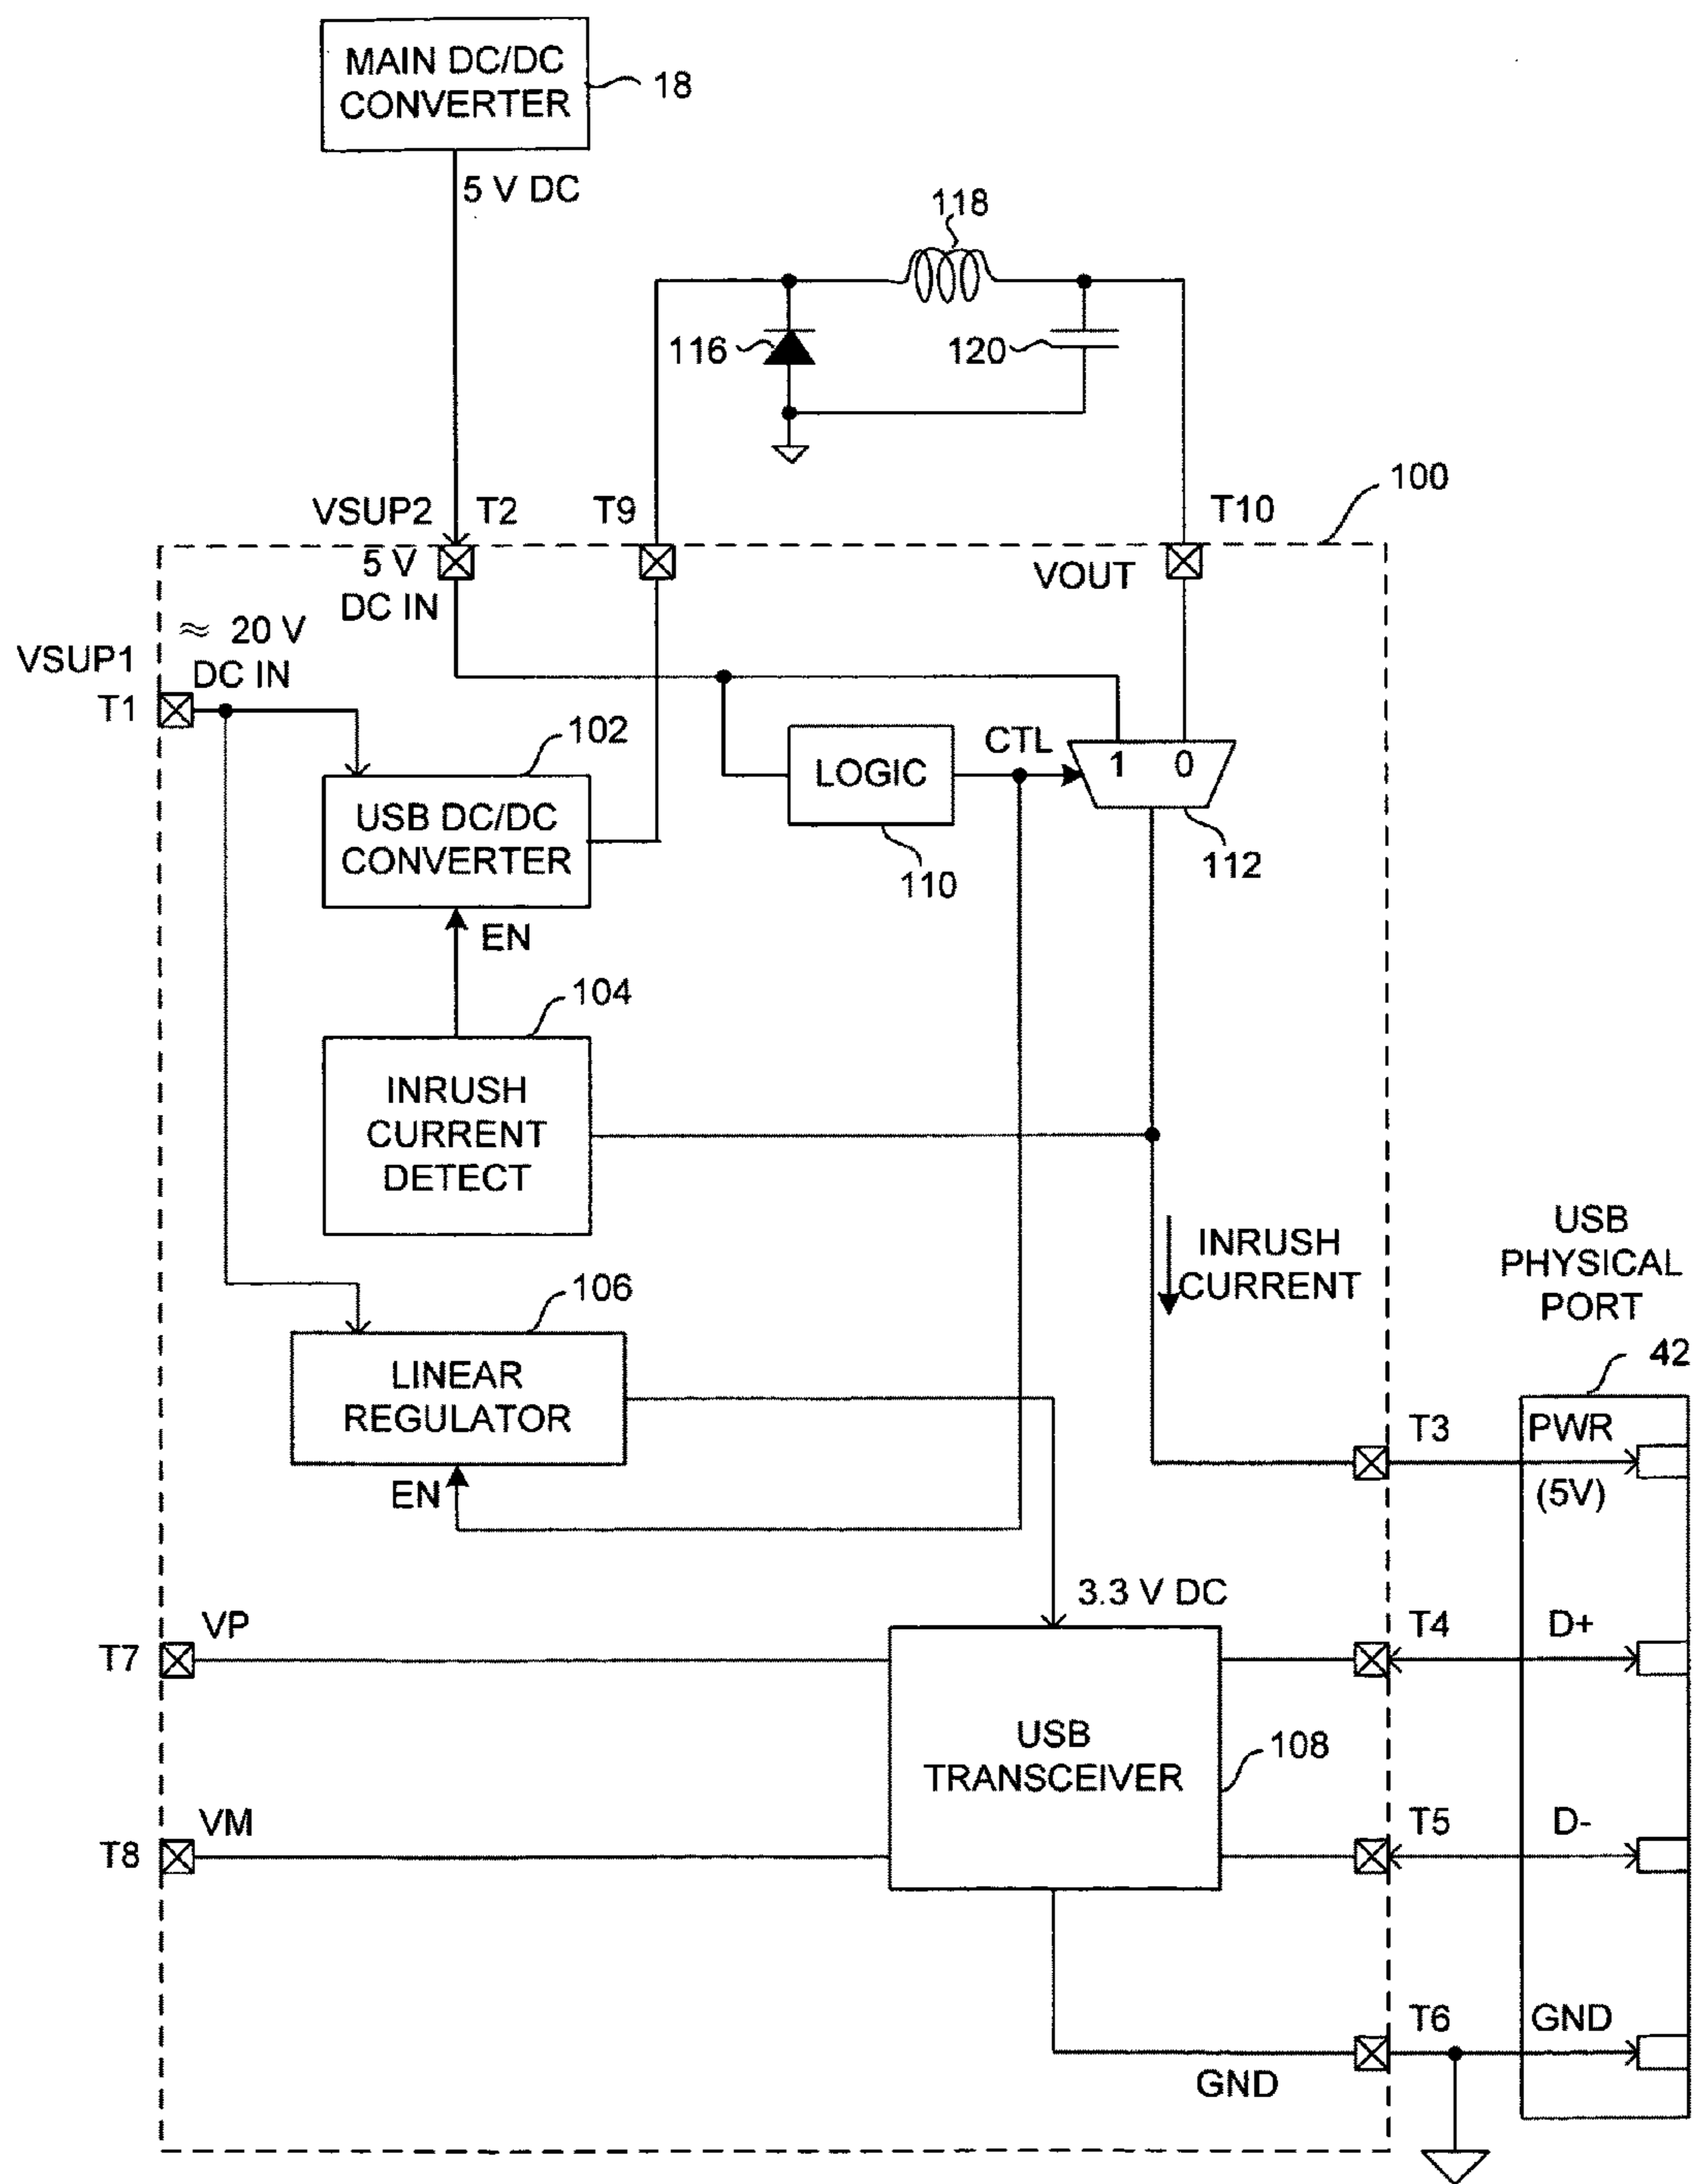 MAIN DC/DC
CONVERTER
18
5 V DC
118
116
120
100
VSUP2
T2
T9
T10
5 V
DC IN
VOUT
≈ 20 V
DC IN
VSUP1
T1
102
USB DC/DC
CONVERTER
EN
LOGIC
110
CTL
1
0
112
104
INRUSH
CURRENT
DETECT
INRUSH
CURRENT
106
LINEAR
REGULATOR
EN
USB
PHYSICAL
PORT
42
T3
PWR
(5V)
3.3 V DC
T7
VP
T4
D+
USB
TRANSCEIVER
108
T8
VM
T5
D-
T6
GND
GND